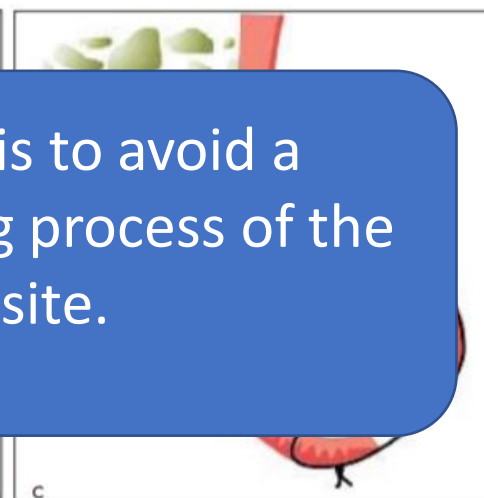 is to avoid a
g process of the
site.
C